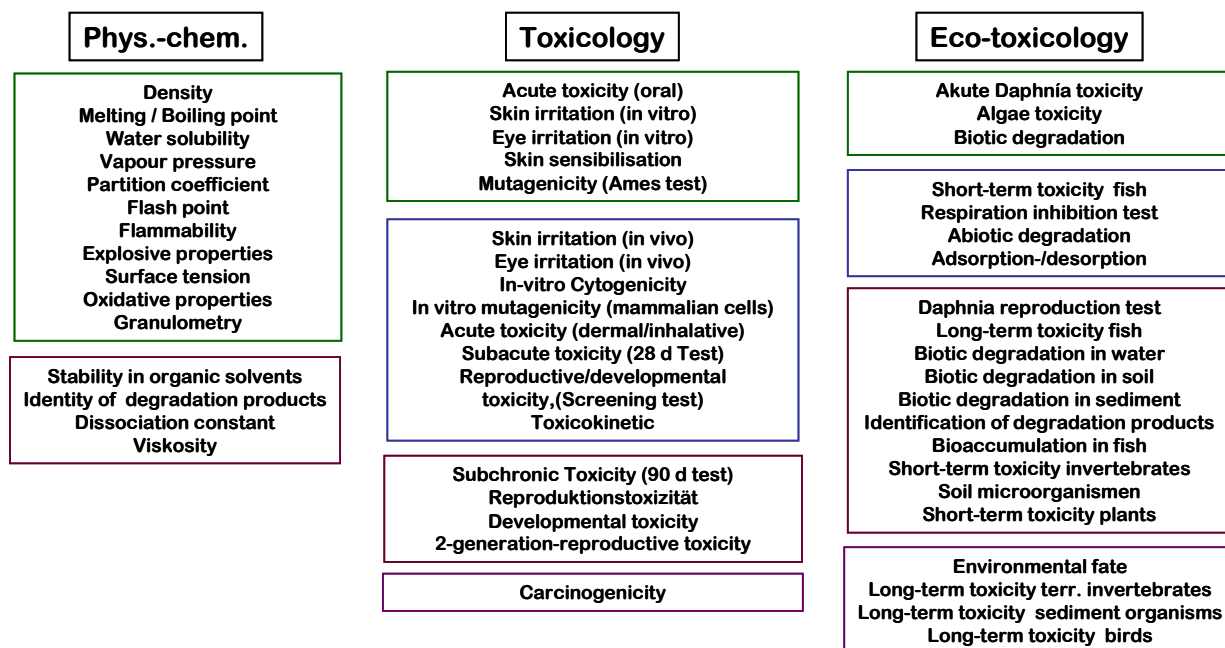 Phys.-chem.
Density
Melting / Boiling point
Water solubility
Vapour pressure
Partition coefficient
Flash point
Flammability
Explosive properties
Surface tension
Oxidative properties
Granulometry
Stability in organic solvents
Identity of degradation products
Dissociation constant
Viskosity
Toxicology
Acute toxicity (oral)
Skin irritation (in vitro)
Eye irritation (in vitro)
Skin sensibilisation
Mutagenicity (Ames test)
Skin irritation (in vivo)
Eye irritation (in vivo)
In-vitro Cytogenicity
In vitro mutagenicity (mammalian cells)
Acute toxicity (dermal/inhalative)
Subacute toxicity (28 d Test)
Reproductive/developmental
toxicity,(Screening test)
Toxicokinetic
Subchronic Toxicity (90 d test)
Reproduktionstoxizität
Developmental toxicity
2-generation-reproductive toxicity
Carcinogenicity
Eco-toxicology
Akute Daphnía toxicity
Algae toxicity
Biotic degradation
Short-term toxicity fish
Respiration inhibition test
Abiotic degradation
Adsorption-/desorption
Daphnia reproduction test
Long-term toxicity fish
Biotic degradation in water
Biotic degradation in soil
Biotic degradation in sediment
Identification of degradation products
Bioaccumulation in fish
Short-term toxicity invertebrates
Soil microorganismen
Short-term toxicity plants
Environmental fate
Long-term toxicity terr. invertebrates
Long-term toxicity sediment organisms
Long-term toxicity birds